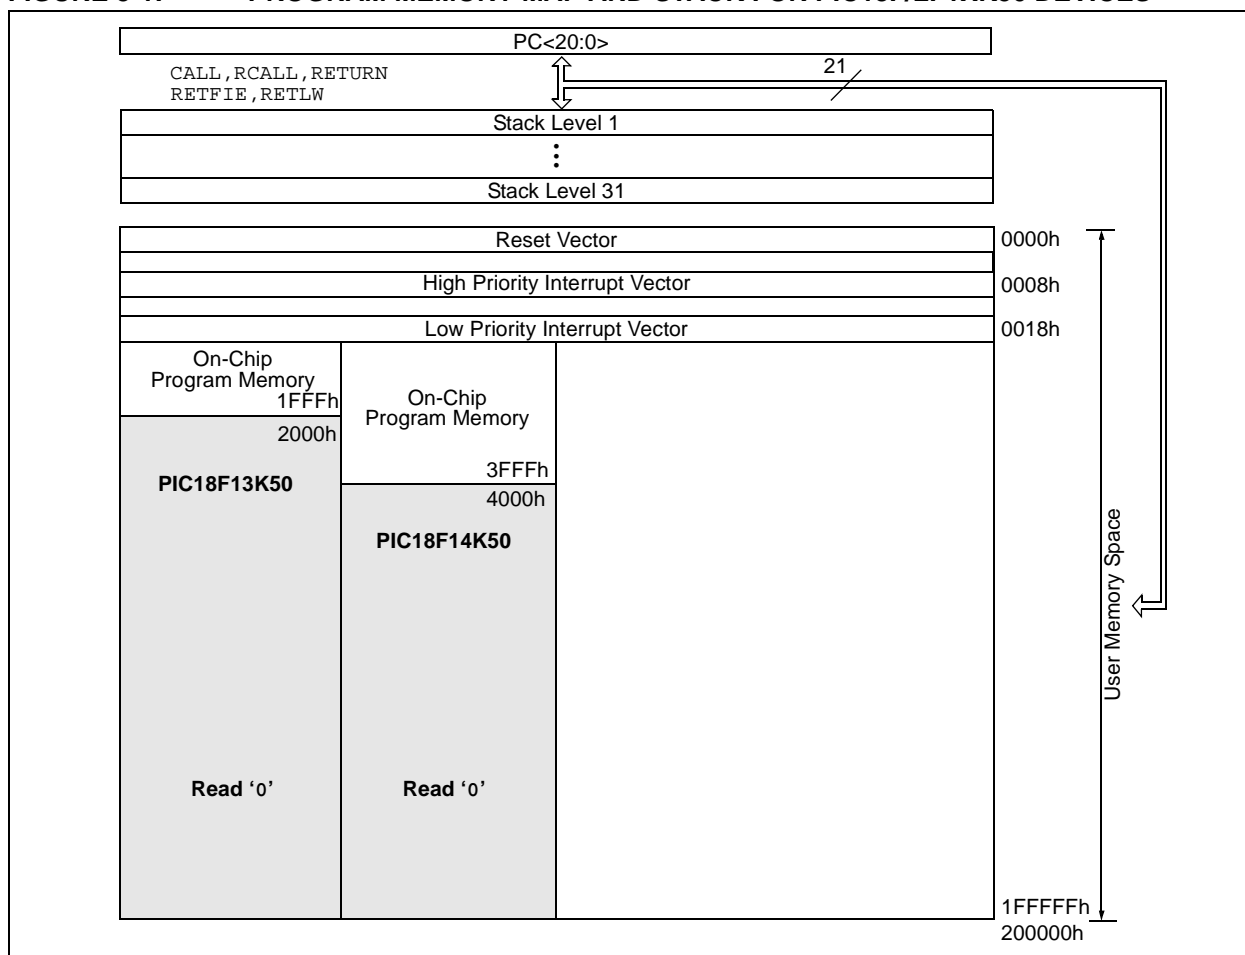 PC<20:0>
CALL,RCALL,RETURN
RETFIE,RETLW
21
Stack Level 1
Stack Level 31
Reset Vector
0000h
High Priority Interrupt Vector
0008h
Low Priority Interrupt Vector
0018h
On-Chip
Program Memory
1FFFh
2000h
PIC18F13K50
Read ‘0’
On-Chip
Program Memory
3FFFh
4000h
PIC18F14K50
Read ‘0’
User Memory Space
1FFFFFh
200000h